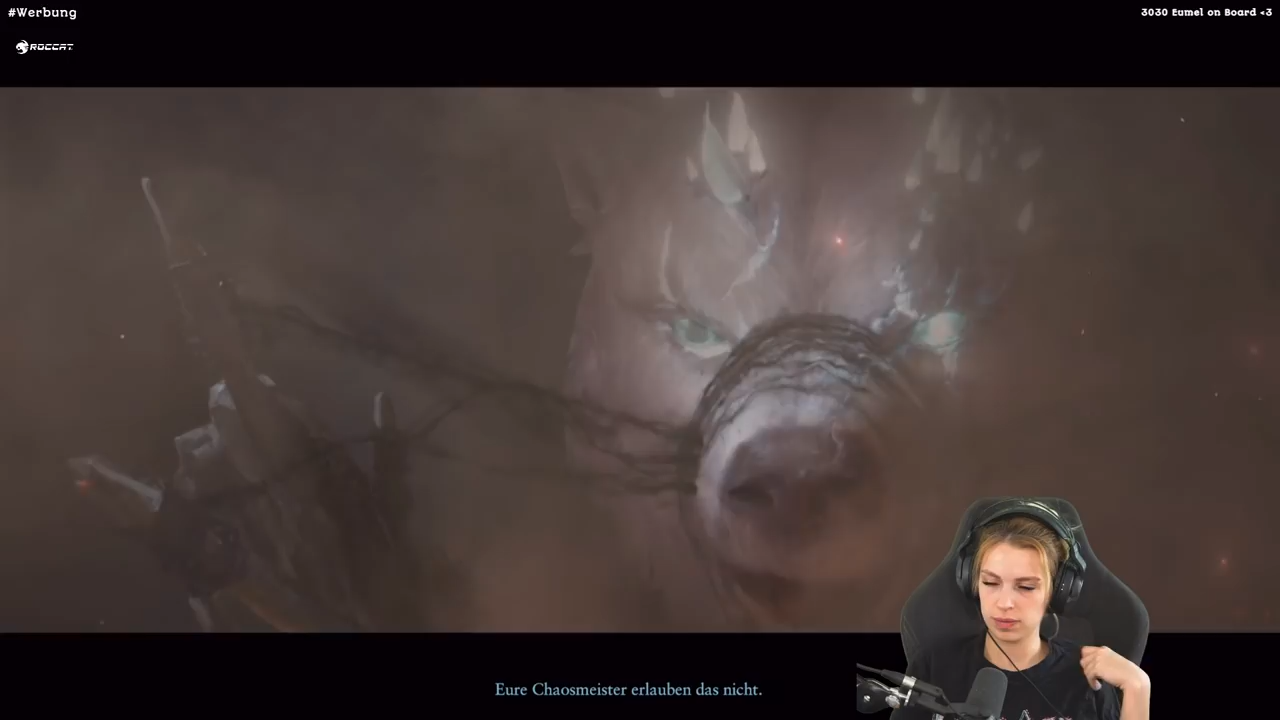 #Werbung
3030 Eumel on Board <3
ROCCAT
Eure Chaosmeister erlauben das nicht.